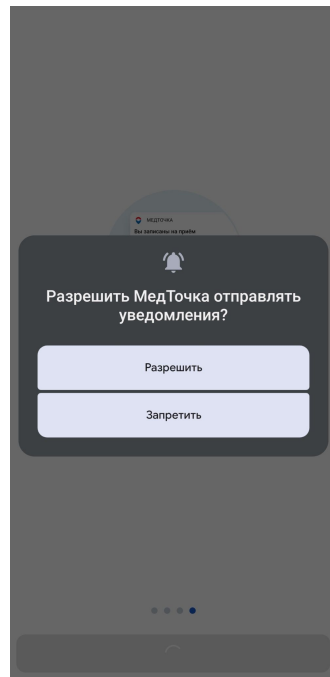 МЕДТОЧКА
Вы записаны на приём
Разрешить МедТочка отправлять
уведомления?
Разрешить
Запретить